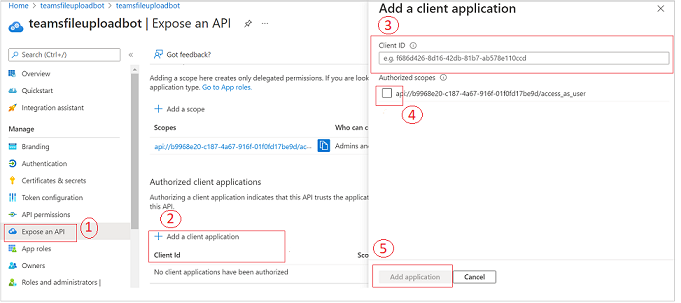 Home > teamsfileuploadbot
teamsfileuploadbot | Expose an API
Search (Ctrl+/)
Overview
Quickstart
Integration assistant
Manage
Branding
Authentication
Certificates & secrets
Token configuration
API permissions
Expose an API
1
App roles
Owners
Roles and administrators |
Got feedback?
Adding a scope here creates only delegated permissions. If you are look
application type. Go to App roles.
Add a scope
Scopes
Who can c
api://b9968e20-c187-4a67-916f-01f0fd17be9d/ac...
Admins an
Authorized client applications
Authorizing a client application indicates that this API trusts the applicatio
this API.
2
Add a client application
Client Id
Sco
No client applications have been authorized
Add a client application
3
Client ID
e.g. f686d426-8d16-42db-81b7-ab578e110ccd
Authorized scopes
api://b9968e20-c187-4a67-916f-01f0fd17be9d/access_as_user
4
5
Add application
Cancel